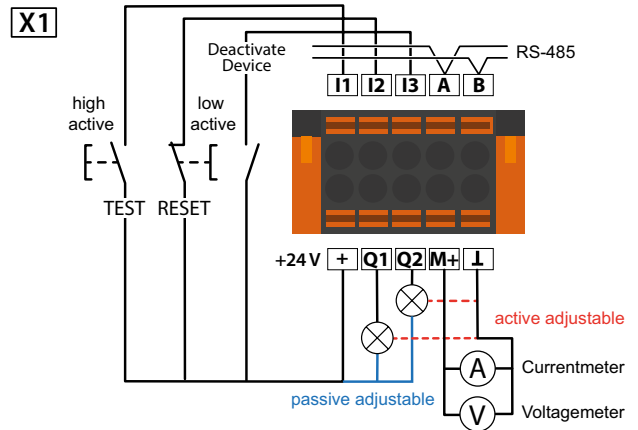 X1
Deactivate
Device
RS-485
I1 I2 I3 A B
high
active
low
active
TEST RESET
+24 V + Q1 Q2 M+ ⊥
active adjustable
A Currentmeter
passive adjustable
V Voltagemeter